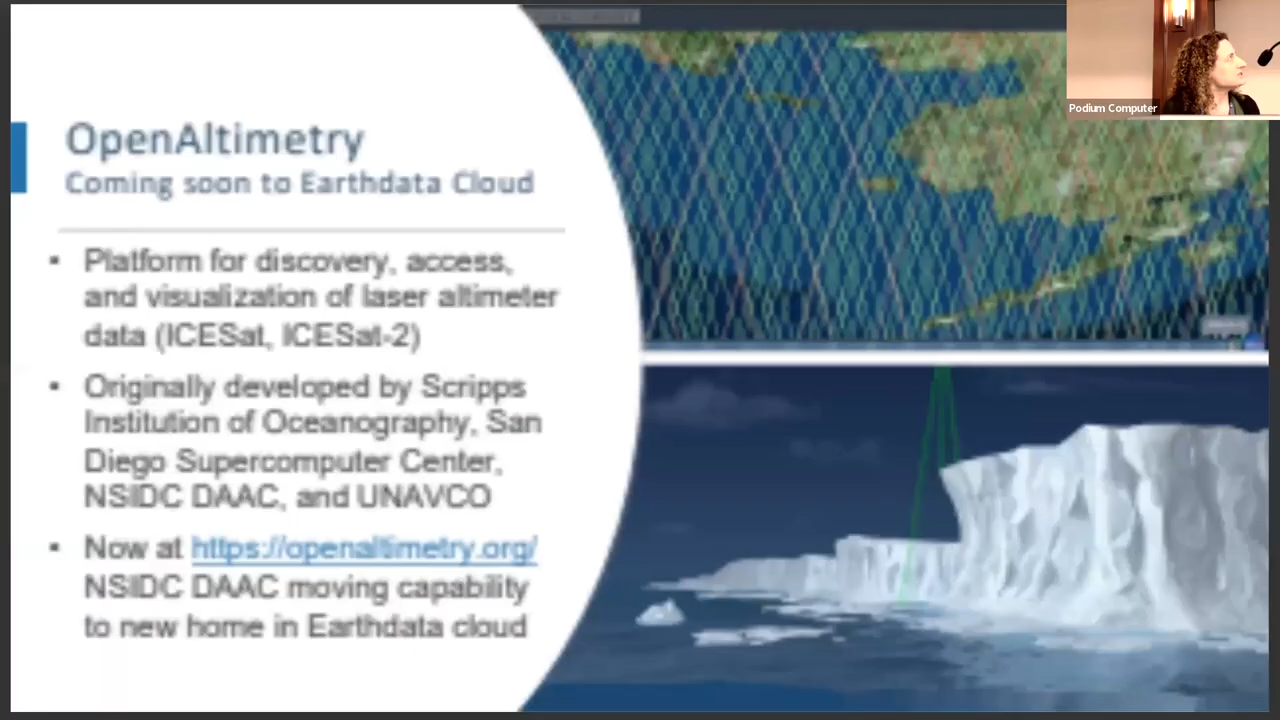 Podium Computer
OpenAltimetry
Coming soon to Earthdata Cloud
• Platform for discovery, access,
and visualization of laser altimeter
data (ICESat, ICESat-2)
• Originally developed by Scripps
Institution of Oceanography, San
Diego Supercomputer Center,
NSIDC DAAC, and UNAVCO
• Now at https://openaltimetry.org/
NSIDC DAAC moving capability
to new home in Earthdata cloud